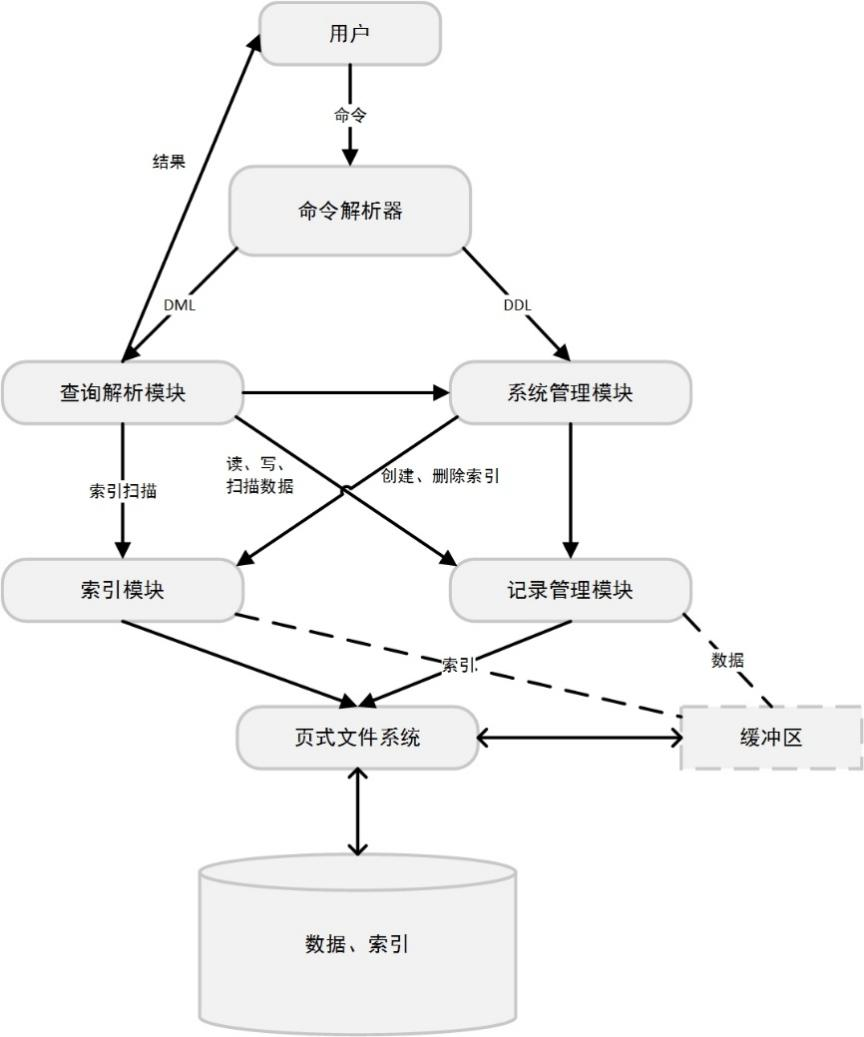 用户
命令
结果
命令解析器
DML
DDL
查询解析模块
系统管理模块
读、写、
扫描数据
创建、删除索引
索引扫描
索引模块
记录管理模块
索引
数据
页式文件系统
缓冲区
数据、索引